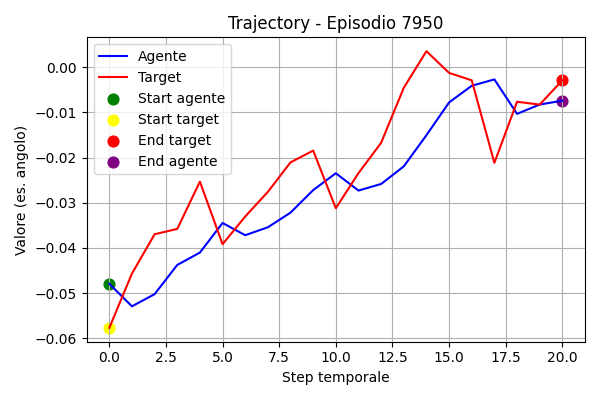 Trajectory - Episodio 7950
Agente
Target
Start agente
Start target
End target
End agente
Valore (es. angolo)
0.00
−0.01
−0.02
−0.03
−0.04
−0.05
−0.06
0.0 2.5 5.0 7.5 10.0 12.5 15.0 17.5 20.0
Step temporale